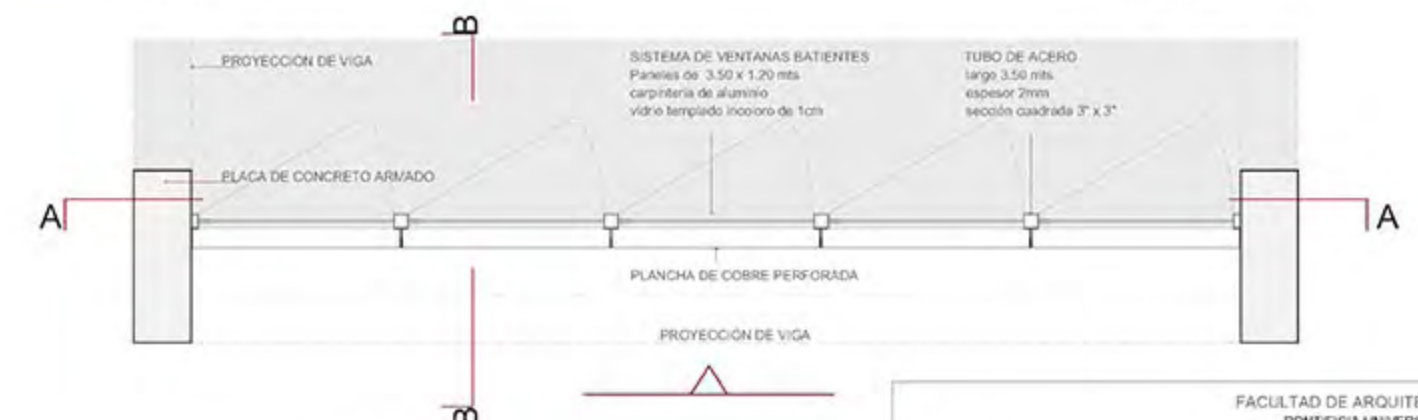 B
PROYECCIÓN DE VIGA
SISTEMA DE VENTANAS BATIENTES
Paneles de 3.50 x 1.20 mts
carpintería de aluminio
vidrio templado incoloro de 1cm
TUBO DE ACERO
largo 3.50 mts
espesor 2mm
sección cuadrada 3" x 3"
PLACA DE CONCRETO ARMADO
A
A
PLANCHA DE COBRE PERFORADA
PROYECCIÓN DE VIGA
B
FACULTAD DE ARQUITE